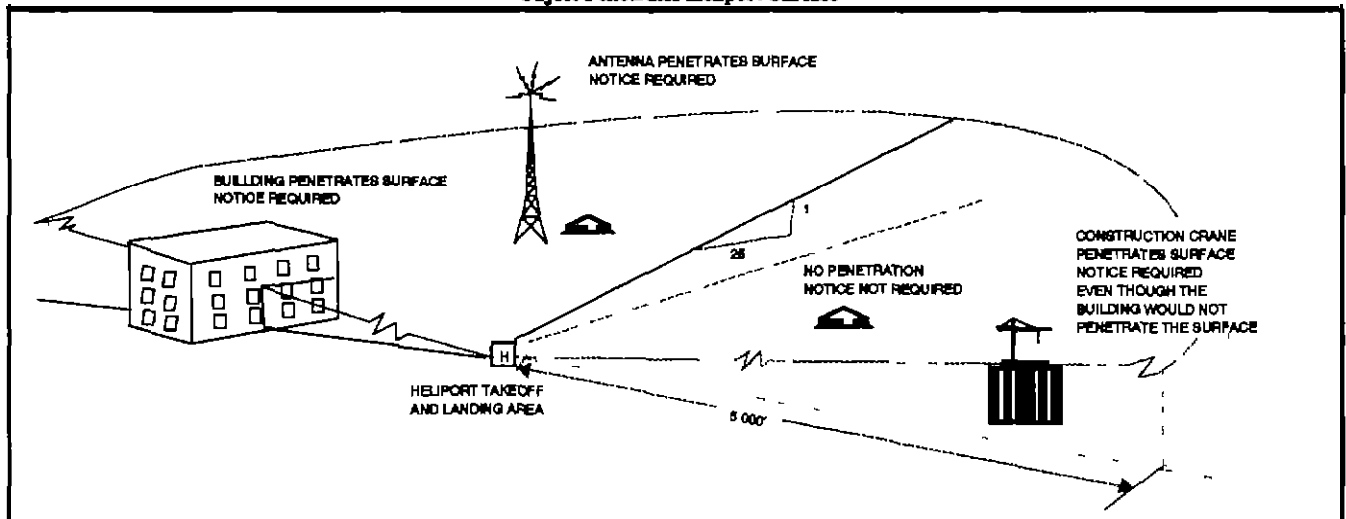 ANTENNA PENETRATES SURFACE
NOTICE REQUIRED
BUILLDING PENETRATES SURFACE
NOTICE REQUIRED
1
25
CONSTRUCTION CRANE
PENETRATES SURFACE
NOTICE REQUIRED
EVEN THOUGH THE
BUILDING WOULD NOT
PENETRATE THE SURFACE
NO PENETRATION
NOTICE NOT REQUIRED
H
HELIPORT TAKEOFF
AND LANDING AREA
5 000'